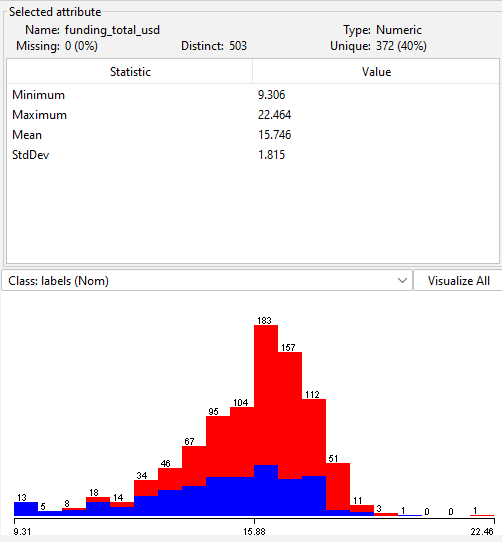 Selected attribute
Name: funding_total_usd Type: Numeric
Missing: 0 (0%) Distinct: 503 Unique: 372 (40%)
Statistic Value
Minimum 9.306
Maximum 22.464
Mean 15.746
StdDev 1.815
Class: labels (Nom) Visualize All
183
157
112
104
95
67
51
46
34
18
14
13
11
8
5
3
1
0
0
1
9.31 15.88 22.46